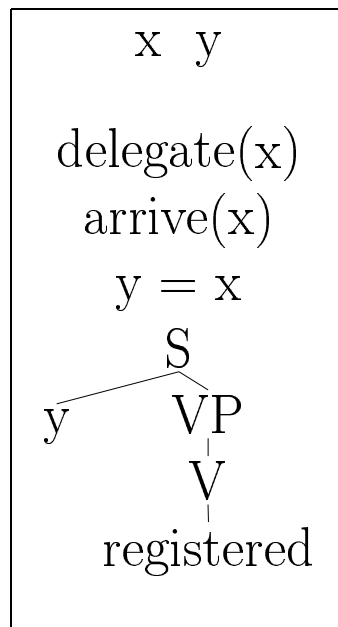 x y
delegate(x)
arrive(x)
y = x
S
y VP
V
registered